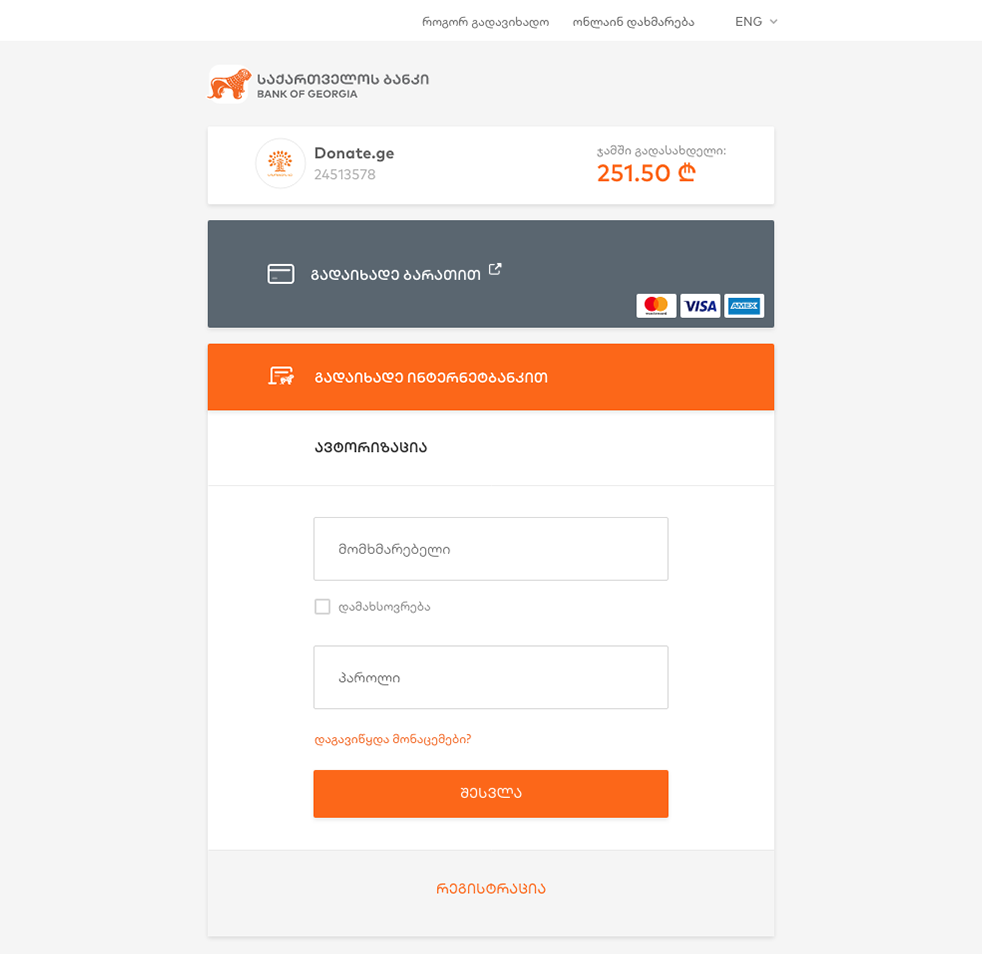 როგორ გადავიხადო ონლაინ დახმარება ENG
საქართველოს ბანკი
BANK OF GEORGIA
Donate.ge
24513578
ჯამში გადასახდელი:
251.50 ₾
გადაიხადე ბარათით
mastercard VISA AMEX
გადაიხადე ინტერნეტბანკით
ავტორიზაცია
მომხმარებელი
დამახსოვრება
პაროლი
დაგავიწყდა მონაცემები?
შესვლა
რეგისტრაცია